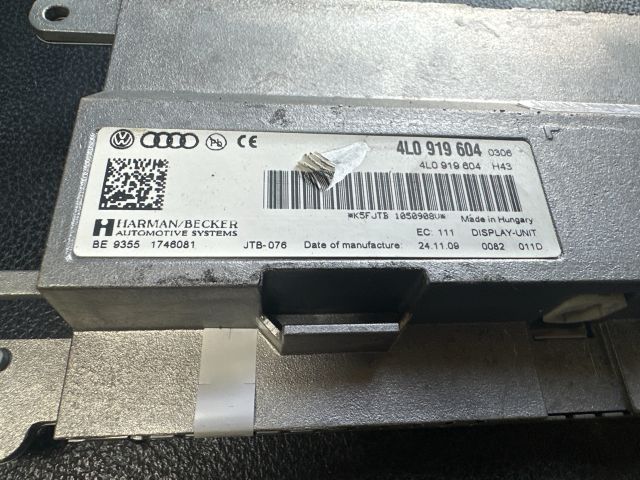 4L0 919 604 0306
4L0 919 604 H43
*K5FJTB 1050908U*
Made in Hungary
HARMAN/BECKER
AUTOMOTIVE SYSTEMS
EC: 111 DISPLAY-UNIT
BE 9355 1746081 JTB-076 Date of manufacture: 24.11.09 0082 011D